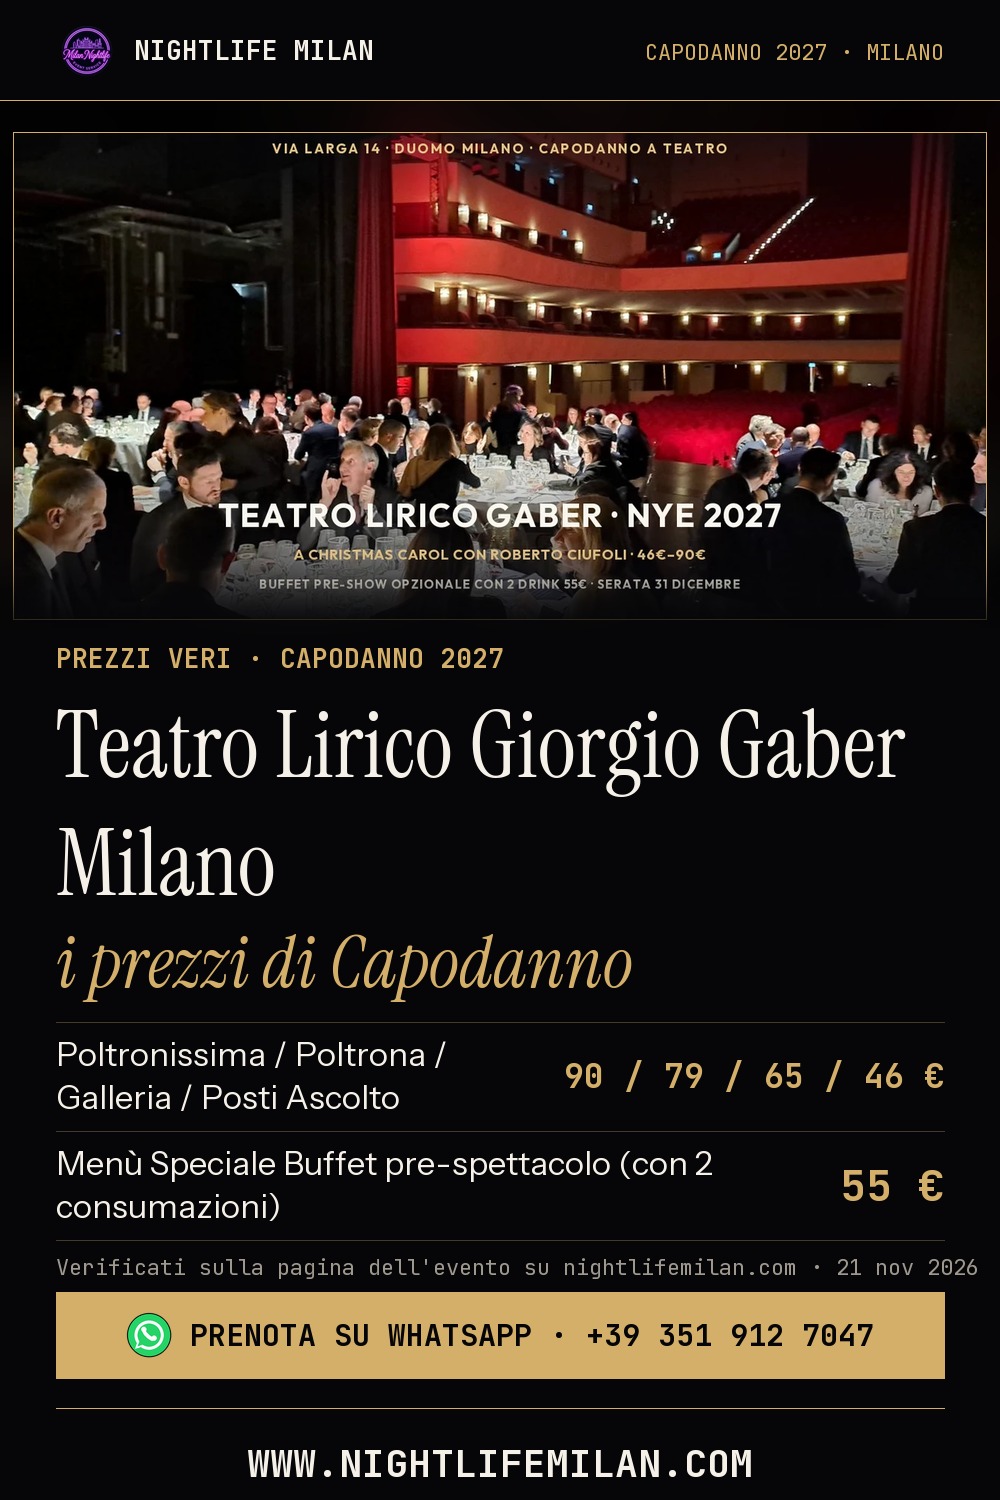 Milan Nightlife
NIGHTLIFE MILAN
CAPODANNO 2027 · MILANO
VIA LARGA 14 · DUOMO MILANO · CAPODANNO A TEATRO
TEATRO LIRICO GABER · NYE 2027
A CHRISTMAS CAROL CON ROBERTO CIUFOLI · 46€–90€
BUFFET PRE-SHOW OPZIONALE CON 2 DRINK 55€ · SERATA 31 DICEMBRE
PREZZI VERI · CAPODANNO 2027
Teatro Lirico Giorgio Gaber
Milano
i prezzi di Capodanno
Poltronissima / Poltrona /
Galleria / Posti Ascolto
90 / 79 / 65 / 46 €
Menù Speciale Buffet pre-spettacolo (con 2
consumazioni)
55 €
Verificati sulla pagina dell'evento su nightlifemilan.com · 21 nov 2026
PRENOTA SU WHATSAPP · +39 351 912 7047
WWW.NIGHTLIFEMILAN.COM